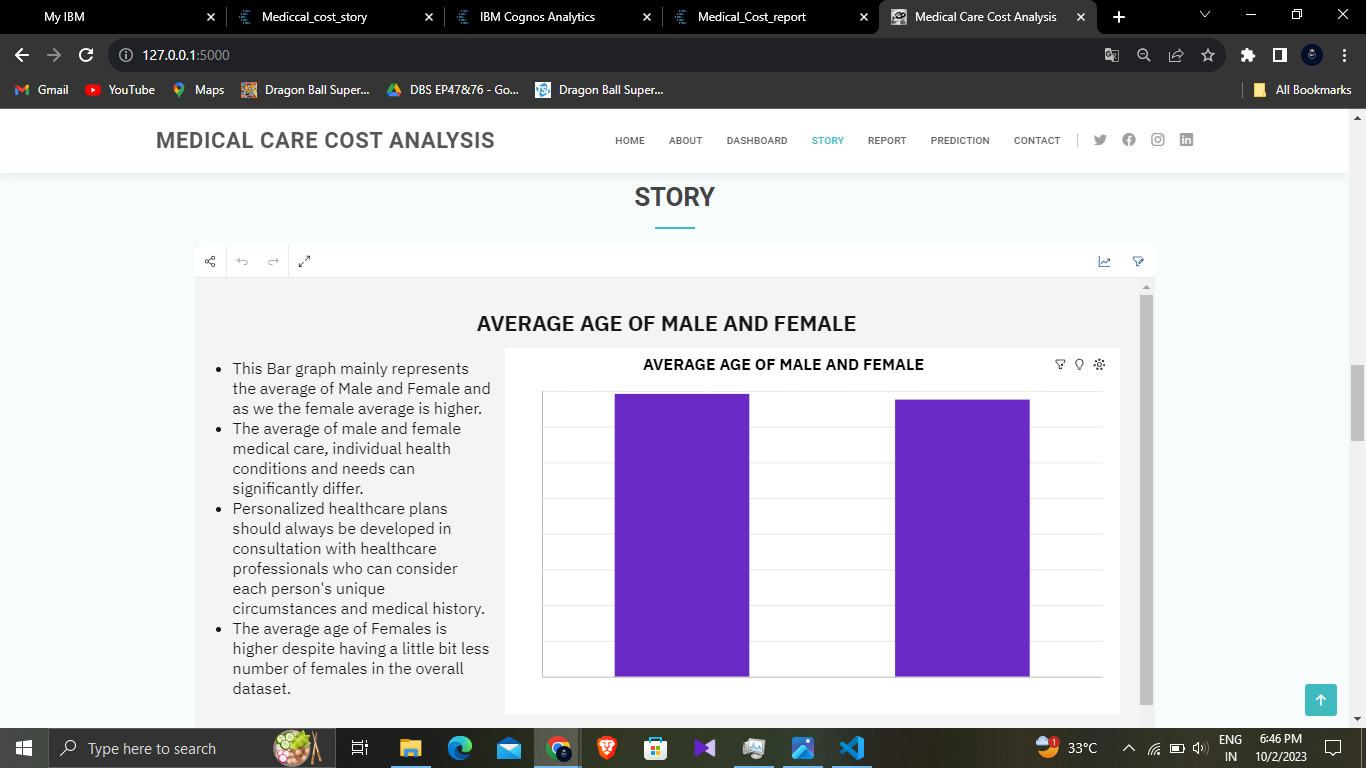 My IBM
Mediccal_cost_story
IBM Cognos Analytics
Medical_Cost_report
Medical Care Cost Analysis
127.0.0.1:5000
Gmail
YouTube
Maps
Dragon Ball Super...
DBS EP47&76 - Go...
Dragon Ball Super...
All Bookmarks
MEDICAL CARE COST ANALYSIS
HOME ABOUT DASHBOARD STORY REPORT PREDICTION CONTACT
STORY
AVERAGE AGE OF MALE AND FEMALE
• This Bar graph mainly represents
the average of Male and Female and
as we the female average is higher.
• The average of male and female
medical care, individual health
conditions and needs can
significantly differ.
• Personalized healthcare plans
should always be developed in
consultation with healthcare
professionals who can consider
each person's unique
circumstances and medical history.
• The average age of Females is
higher despite having a little bit less
number of females in the overall
dataset.
AVERAGE AGE OF MALE AND FEMALE
Type here to search
1
33°C
ENG
IN
6:46 PM
10/2/2023